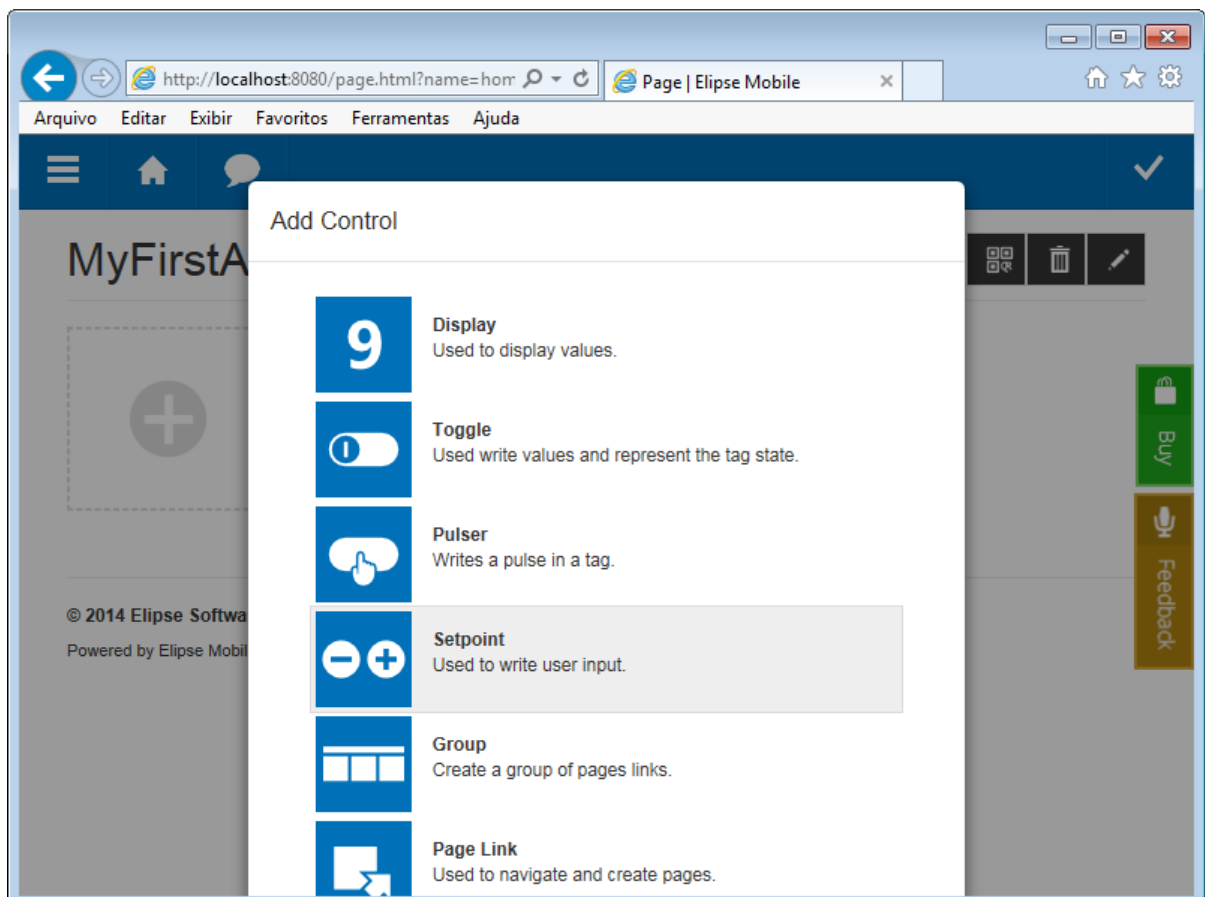 http://localhost:8080/page.html?name=hom
Page | Elipse Mobile
Arquivo Editar Exibir Favoritos Ferramentas Ajuda
Add Control
MyFirstA
9
Display
Used to display values.
Toggle
Used write values and represent the tag state.
Buy
Pulser
Writes a pulse in a tag.
Feedback
© 2014 Elipse Softwa
Setpoint
Used to write user input.
Powered by Elipse Mobil
Group
Create a group of pages links.
Page Link
Used to navigate and create pages.